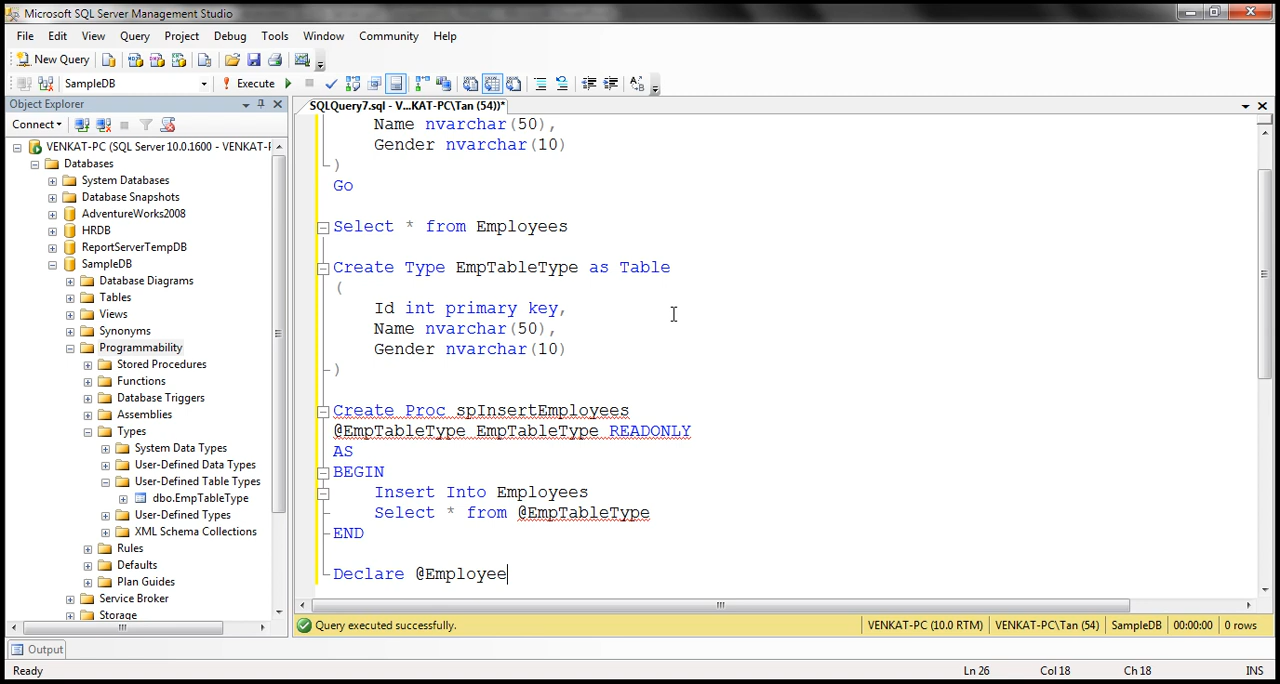 Microsoft SQL Server Management Studio
File Edit View Query Project Debug Tools Window Community Help
New Query
SampleDB Execute
Object Explorer
SQLQuery7.sql - V...KAT-PC\Tan (54))*
Connect
VENKAT-PC (SQL Server 10.0.1600 - VENKAT-F
Databases
System Databases
Database Snapshots
AdventureWorks2008
HRDB
ReportServerTempDB
SampleDB
Database Diagrams
Tables
Views
Synonyms
Programmability
Stored Procedures
Functions
Database Triggers
Assemblies
Types
System Data Types
User-Defined Data Types
User-Defined Table Types
dbo.EmpTableType
User-Defined Types
XML Schema Collections
Rules
Defaults
Plan Guides
Service Broker
Storage
Name nvarchar(50),
Gender nvarchar(10)
)
Go
Select * from Employees
Create Type EmpTableType as Table
(
Id int primary key,
Name nvarchar(50),
Gender nvarchar(10)
)
Create Proc spInsertEmployees
@EmpTableType EmpTableType READONLY
AS
BEGIN
Insert Into Employees
Select * from @EmpTableType
END
Declare @Employee
Query executed successfully.
VENKAT-PC (10.0 RTM) VENKAT-PC\Tan (54) SampleDB 00:00:00 0 rows
Output
Ready Ln 26 Col 18 Ch 18 INS